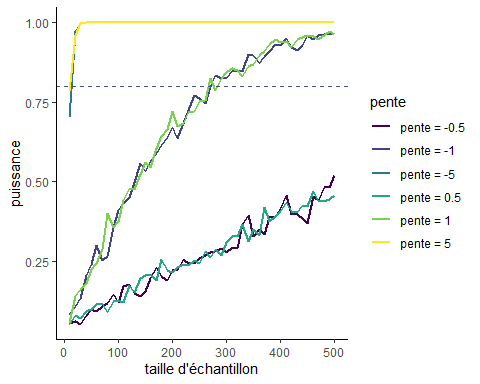 1.00
0.75
0.50
0.25
puissance
0
100
200
300
400
500
taille d'échantillon
pente
pente = -0.5
pente = -1
pente = -5
pente = 0.5
pente = 1
pente = 5